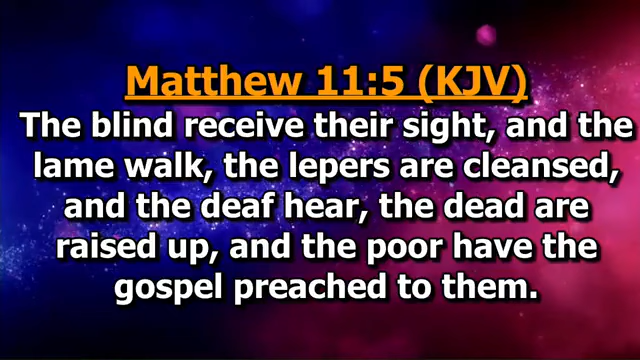 Matthew 11:5 (KJV)
The blind receive their sight, and the
lame walk, the lepers are cleansed,
and the deaf hear, the dead are
raised up, and the poor have the
gospel preached to them.